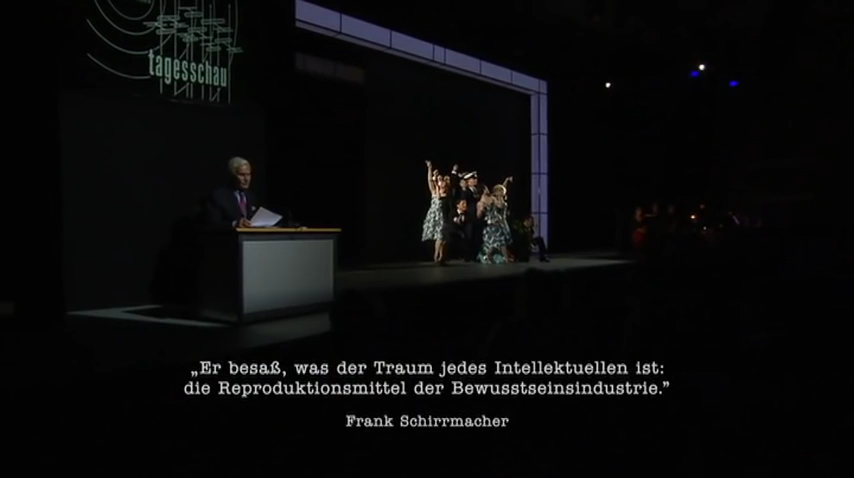 tagesschau
„Er besaß, was der Traum jedes Intellektuellen ist:
die Reproduktionsmittel der Bewusstseinsindustrie.”
Frank Schirrmacher